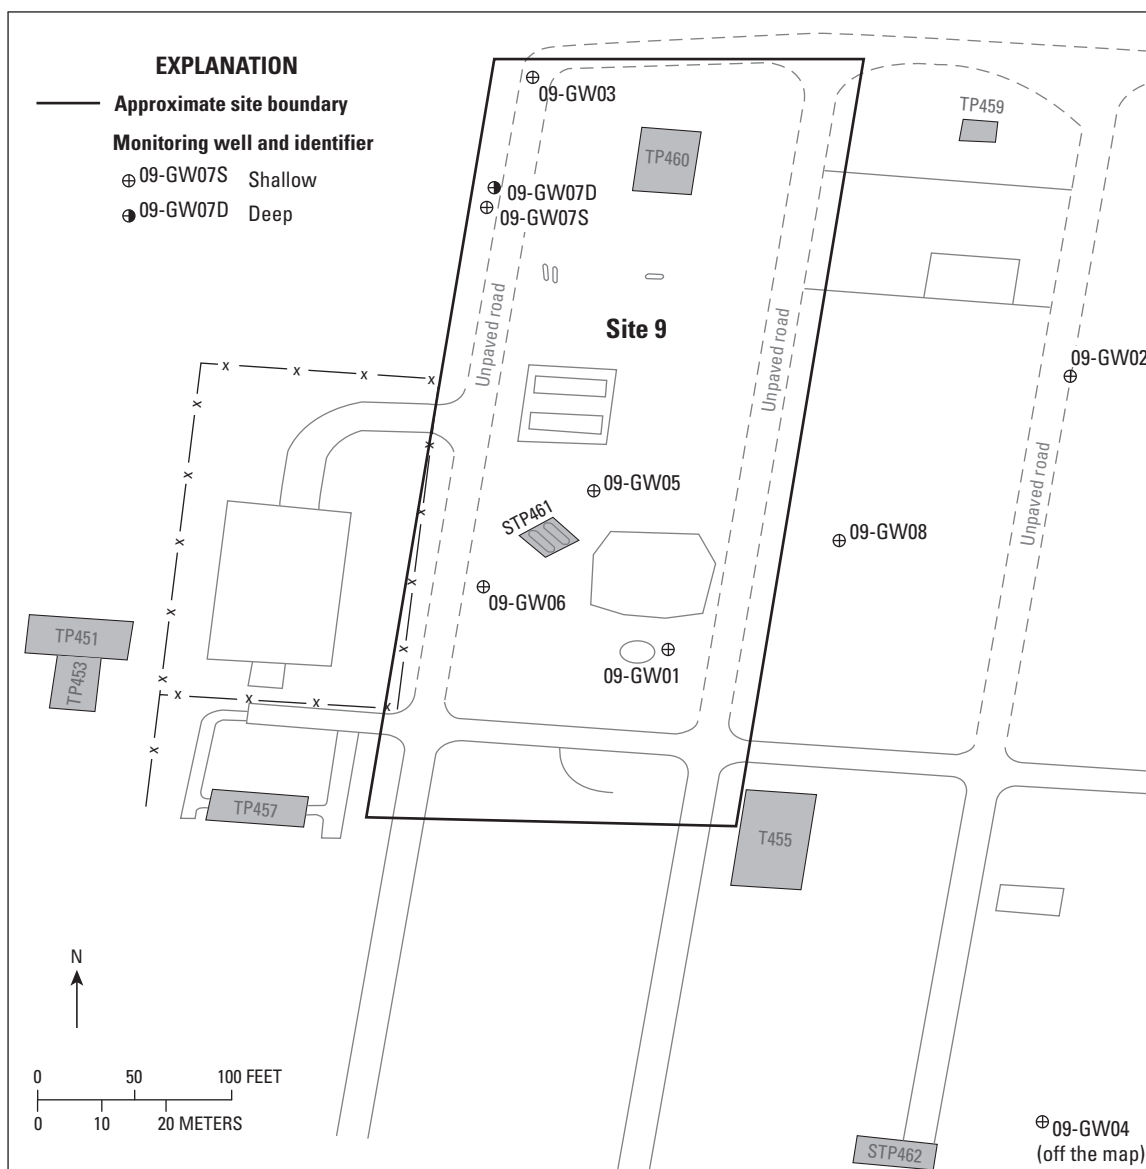 EXPLANATION
Approximate site boundary
Monitoring well and identifier
09-GW07S Shallow
09-GW07D Deep
09-GW03
TP459
TP460
09-GW07D
09-GW07S
Unpaved road
Site 9
Unpaved road
09-GW02
Unpaved road
09-GW05
STP461
09-GW08
09-GW06
09-GW01
TP451
TP453
TP457
T455
N
0 50 100 FEET
0 10 20 METERS
09-GW04
(off the map)
STP462